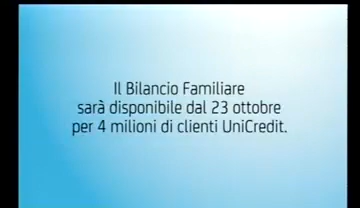 Il Bilancio Familiare
sarà disponibile dal 23 ottobre
per 4 milioni di clienti UniCredit.